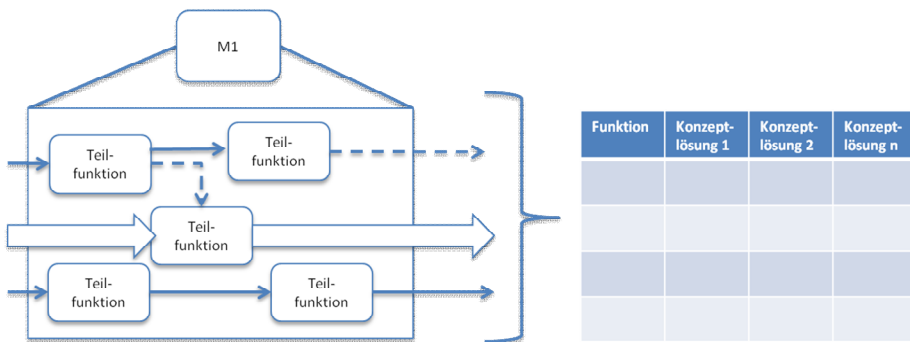 M1
Teil-
funktion
Teil-
funktion
Teil-
funktion
Teil-
funktion
Teil-
funktion
Funktion
Konzept-
lösung 1
Konzept-
lösung 2
Konzept-
lösung n